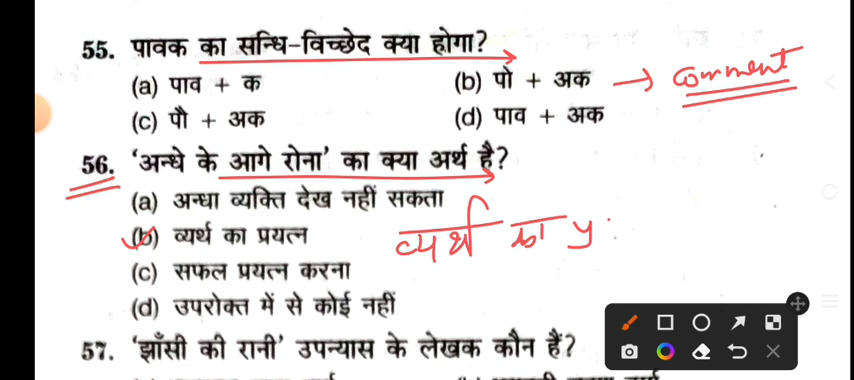 55. पावक का सन्धि-विच्छेद क्या होगा?
(a) पाव + क (b) पो + अक → comment
(c) पौ + अक (d) पाव + अक
56. 'अन्धे के आगे रोना' का क्या अर्थ है?
(a) अन्धा व्यक्ति देख नहीं सकता
(b) व्यर्थ का प्रयत्न व्यर्थ का
(c) सफल प्रयत्न करना
(d) उपरोक्त में से कोई नहीं
57. 'झाँसी की रानी' उपन्यास के लेखक कौन हैं?